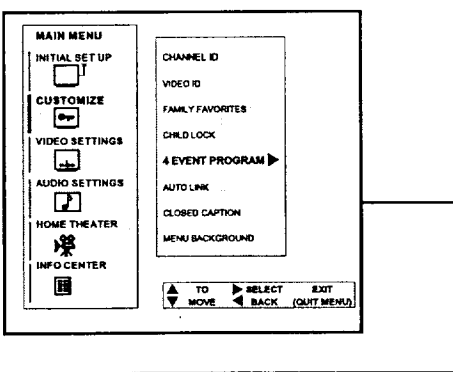 MAIN MENU
INITIAL SET UP
CUSTOMIZE
VIDEO SETTINGS
AUDIO SETTINGS
HOME THEATER
INFO CENTER
CHANNEL ID
VIDEO ID
FAMILY FAVORITES
CHILD LOCK
4 EVENT PROGRAM ▶
AUTO LINK
CLOSED CAPTION
MENU BACKGROUND
▲ TO ▶ SELECT EXIT
▼ MOVE ◀ BACK (QUIT MENU)